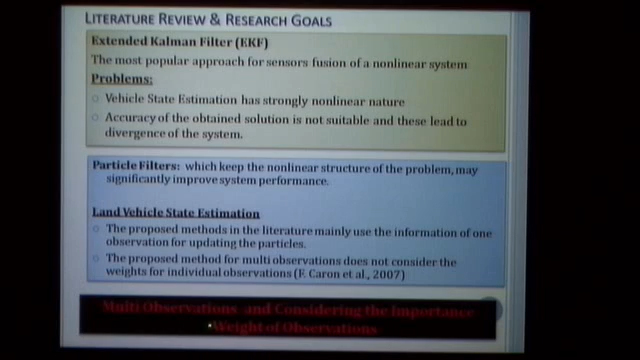 LITERATURE REVIEW & RESEARCH GOALS
Extended Kalman Filter (EKF)
The most popular approach for sensors fusion of a nonlinear system
Problems:
Vehicle State Estimation has strongly nonlinear nature
Accuracy of the obtained solution is not suitable and these lead to
divergence of the system.
Particle Filters: which keep the nonlinear structure of the problem, may
significantly improve system performance.
Land Vehicle State Estimation
The proposed methods in the literature mainly use the information of one
observation for updating the particles.
The proposed method for multi observations does not consider the
weights for individual observations (F. Caron et al., 2007)
Multi Observations and Considering the Importance
Weight of Observations